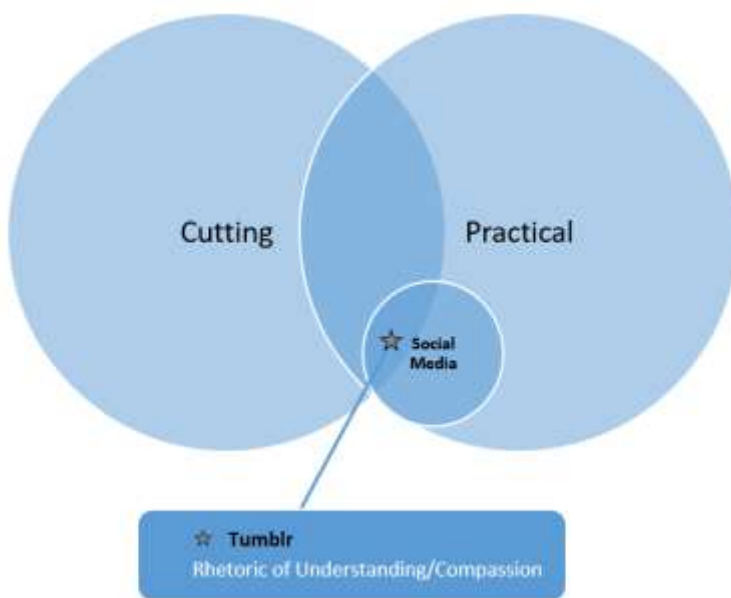 Cutting
Practical
Social
Media
Tumblr
Rhetoric of Understanding/Compassion